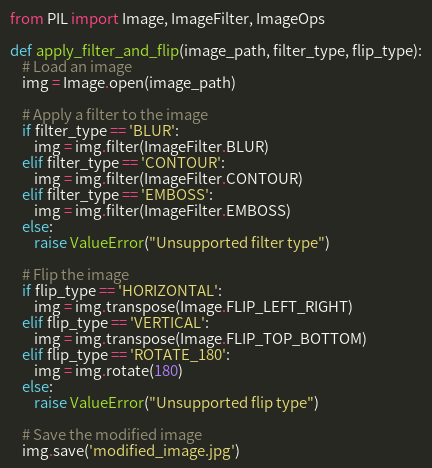 from PIL import Image, ImageFilter, ImageOps

def apply_filter_and_flip(image_path, filter_type, flip_type):
    # Load an image
    img = Image.open(image_path)

    # Apply a filter to the image
    if filter_type == 'BLUR':
        img = img.filter(ImageFilter.BLUR)
    elif filter_type == 'CONTOUR':
        img = img.filter(ImageFilter.CONTOUR)
    elif filter_type == 'EMBOSS':
        img = img.filter(ImageFilter.EMBOSS)
    else:
        raise ValueError("Unsupported filter type")

    # Flip the image
    if flip_type == 'HORIZONTAL':
        img = img.transpose(Image.FLIP_LEFT_RIGHT)
    elif flip_type == 'VERTICAL':
        img = img.transpose(Image.FLIP_TOP_BOTTOM)
    elif flip_type == 'ROTATE_180':
        img = img.rotate(180)
    else:
        raise ValueError("Unsupported flip type")

    # Save the modified image
    img.save('modified_image.jpg')